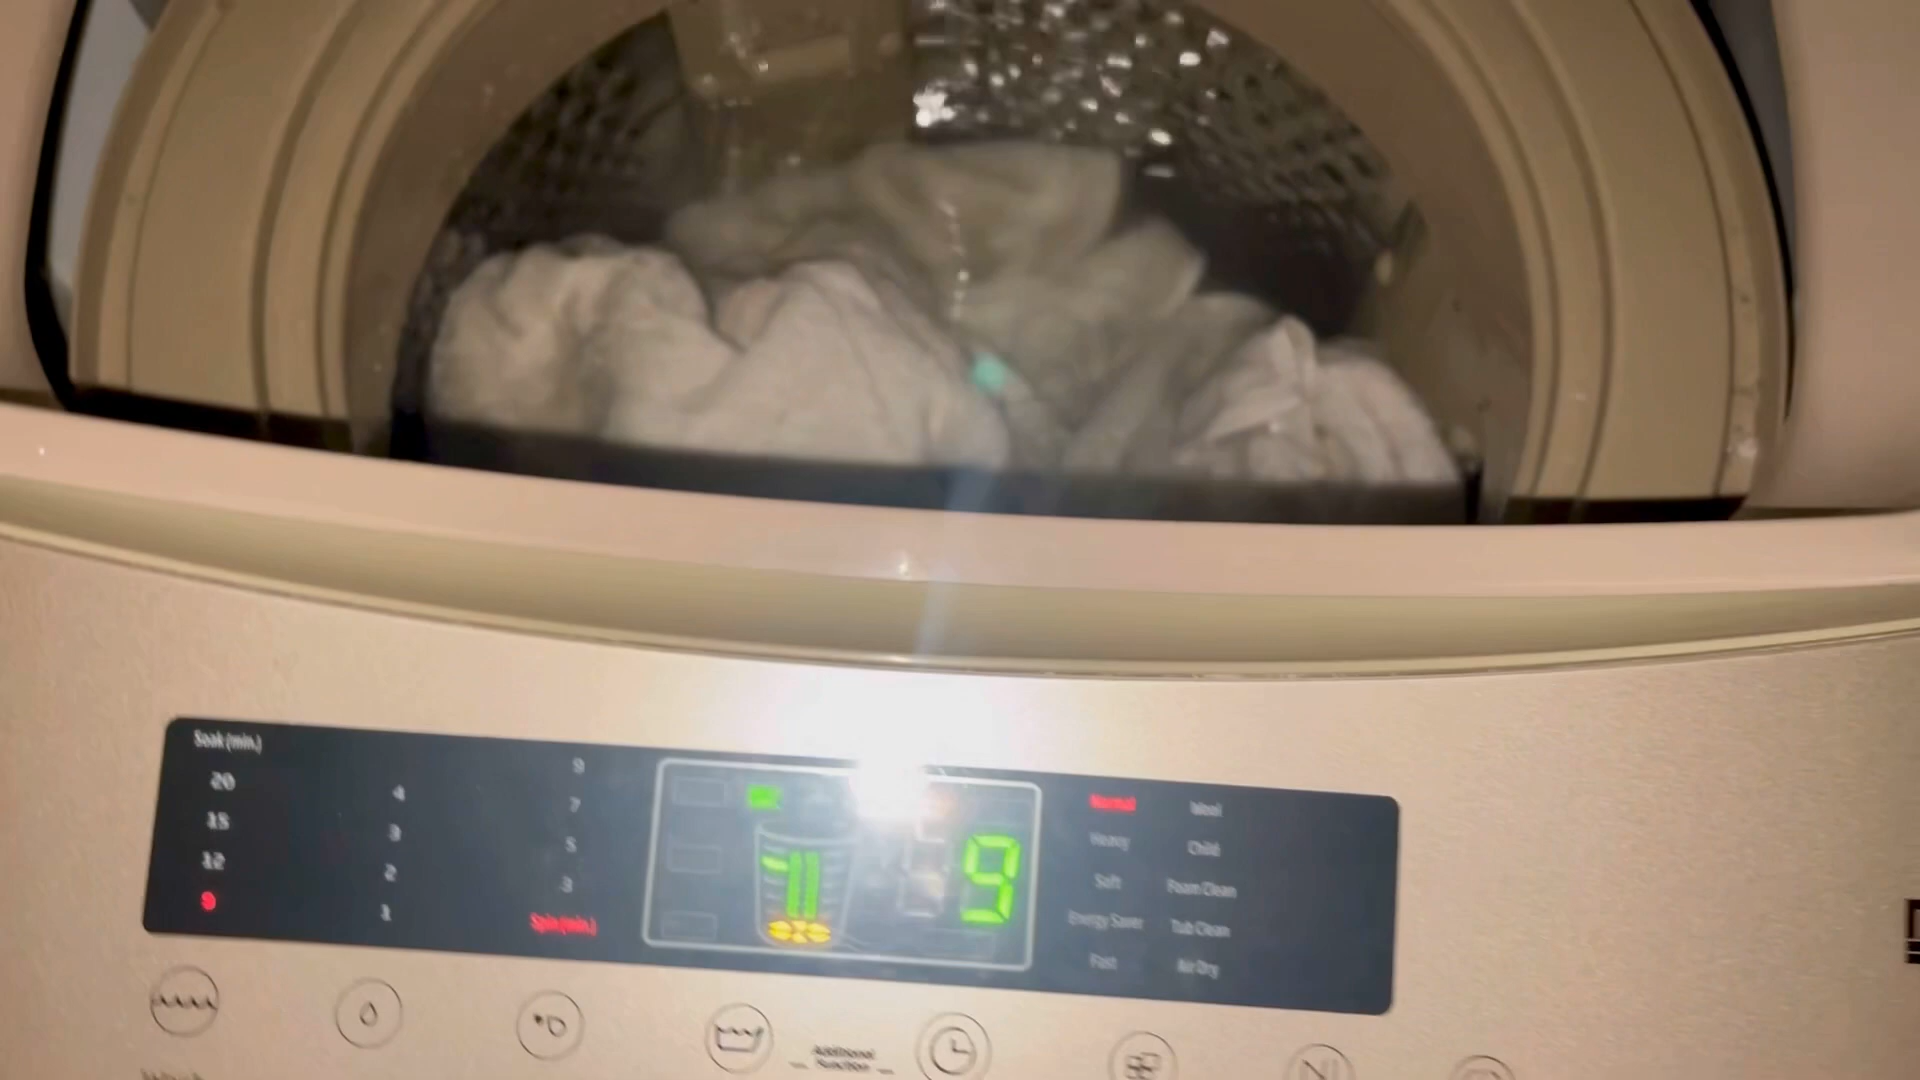 Soak (min.)
20
15
12
9
4
3
2
1
9
7
5
3
Spin(min.)
9
Normal
Heavy
Soft
Energy Saver
Fast
Wool
Child
Foam Clean
Tub Clean
Air Dry
Additional
Function